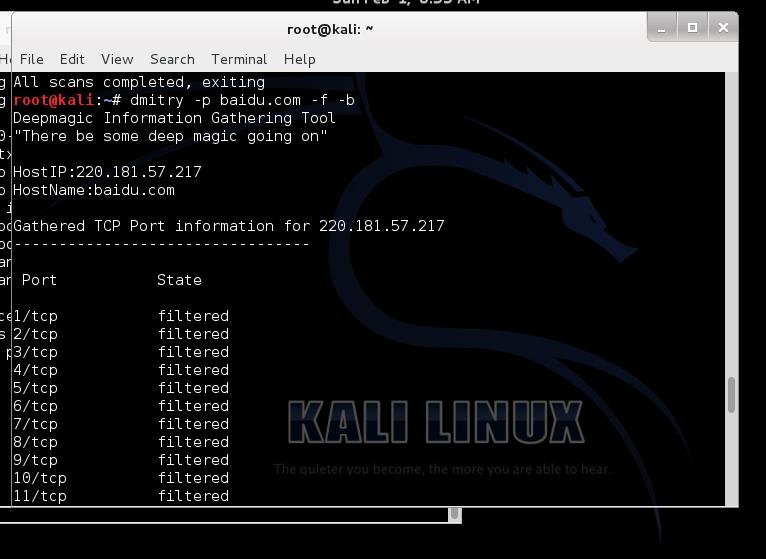 Sun Feb 1, 8:55 AM
root@kali: ~
File Edit View Search Terminal Help
All scans completed, exiting
root@kali:~# dmitry -p baidu.com -f -b
Deepmagic Information Gathering Tool
"There be some deep magic going on"
HostIP:220.181.57.217
HostName:baidu.com
Gathered TCP Port information for 220.181.57.217
---------------------------------
Port State
1/tcp filtered
2/tcp filtered
3/tcp filtered
4/tcp filtered
5/tcp filtered
6/tcp filtered
7/tcp filtered
8/tcp filtered
9/tcp filtered
10/tcp filtered
11/tcp filtered
KALI LINUX
The quieter you become, the more you are able to hear.